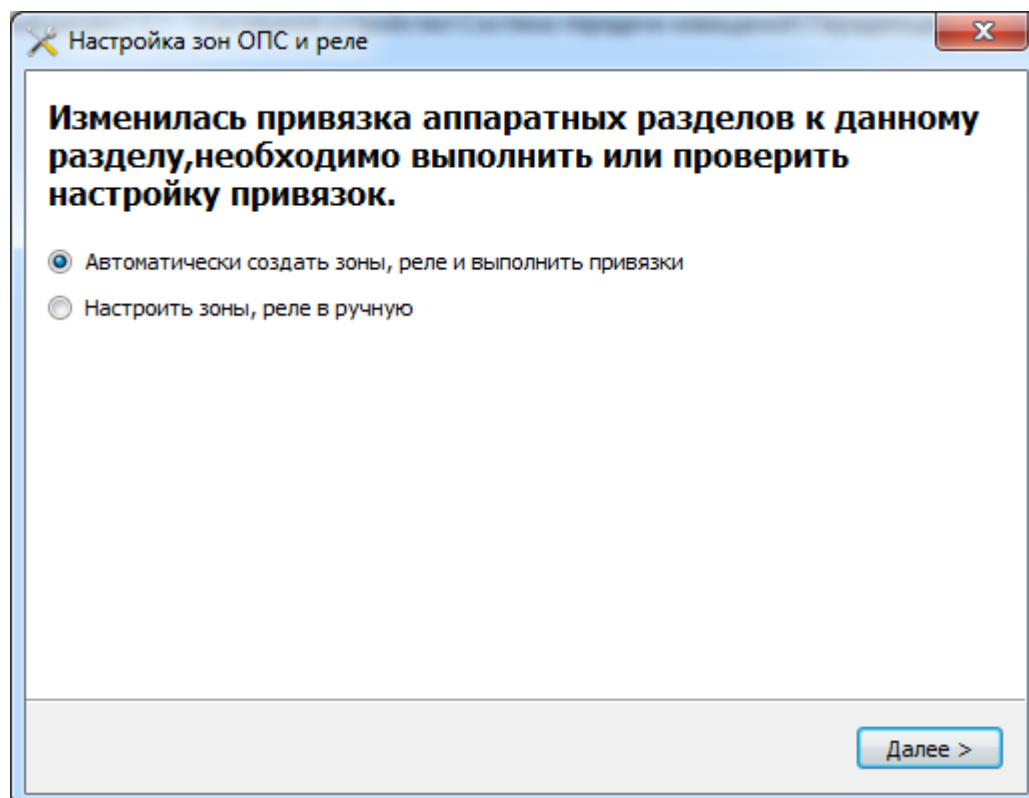 Настройка зон ОПС и реле
Изменилась привязка аппаратных разделов к данному
разделу,необходимо выполнить или проверить
настройку привязок.
Автоматически создать зоны, реле и выполнить привязки
Настроить зоны, реле в ручную
Далее >